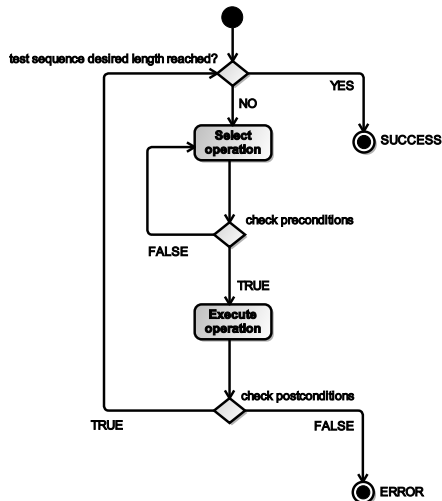 test sequence desired length reached?
YES
NO
SUCCESS
Select
operation
check preconditions
FALSE
TRUE
Execute
operation
check postconditions
TRUE
FALSE
ERROR